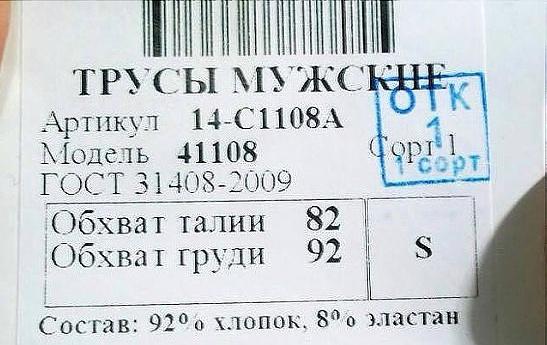 ТРУСЫ МУЖСКИЕ
Артикул 14-С1108А
Модель 41108 Сорт 1
ГОСТ 31408-2009
ОТК
1
1 сорт
Обхват талии 82
Обхват груди 92
S
Состав: 92% хлопок, 8% эластан